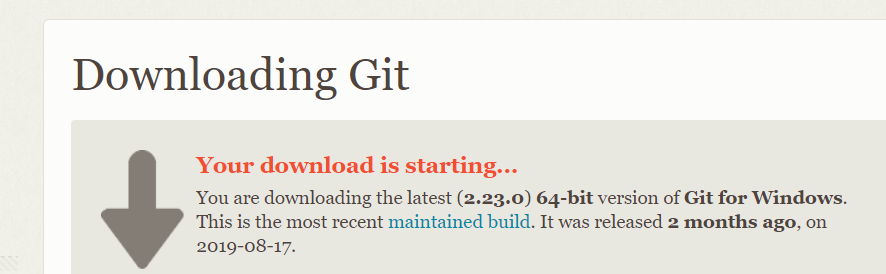 Downloading Git
Your download is starting...
You are downloading the latest (2.23.0) 64-bit version of Git for Windows.
This is the most recent maintained build. It was released 2 months ago, on
2019-08-17.